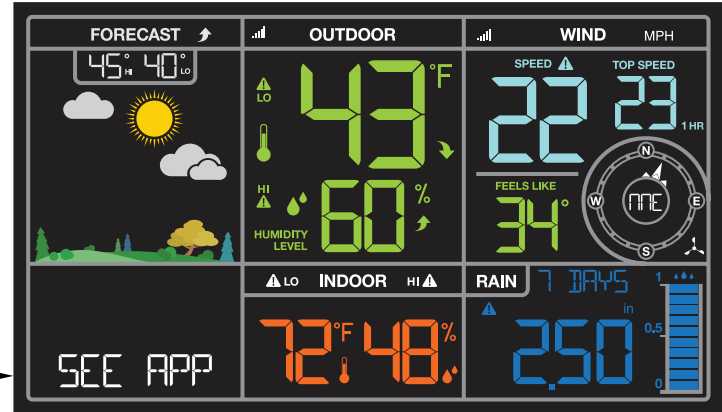 FORECAST
45° HI 40° LO
OUTDOOR
LO
43°F
HI
60%
HUMIDITY
LEVEL
WIND MPH
SPEED
22
TOP SPEED
23
1 HR
FEELS LIKE
34°
N
W NNE E
S
SEE APP
LO INDOOR HI
72°F 48%
RAIN 7 DAYS
in
2.50
1
0.5
0